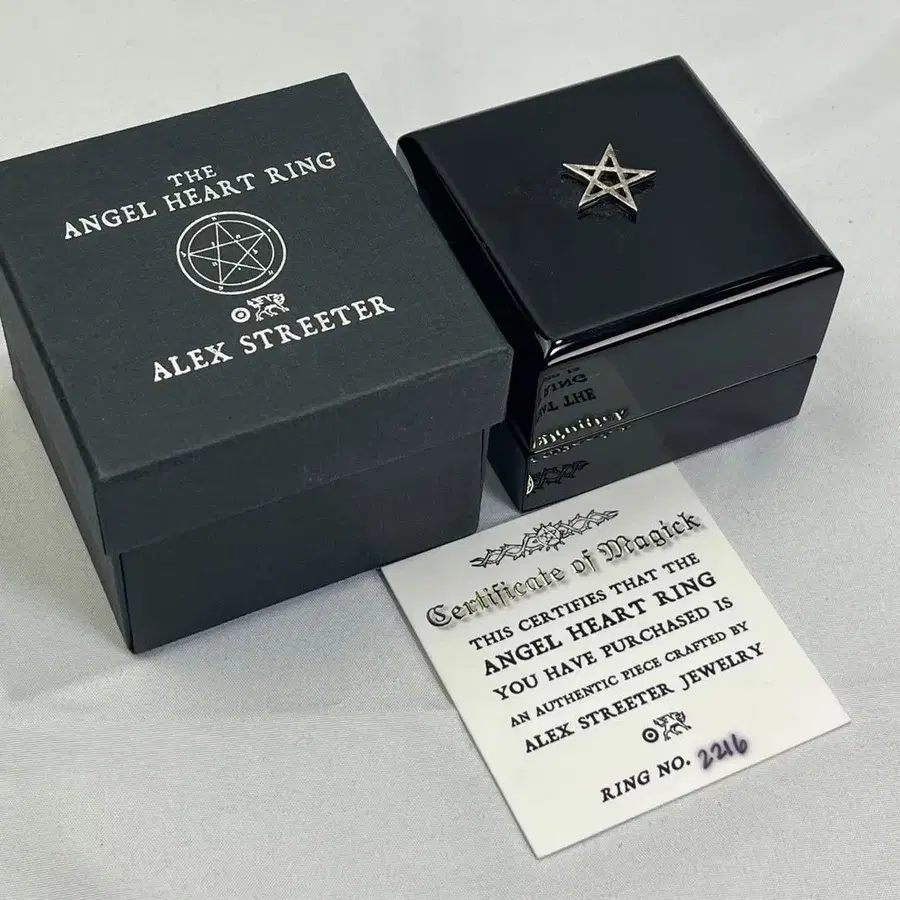 THE
ANGEL HEART RING
ALEX STREETER
Certificate of Magick
THIS CERTIFIES THAT THE
ANGEL HEART RING
YOU HAVE PURCHASED IS
AN AUTHENTIC PIECE CRAFTED BY
ALEX STREETER JEWELRY
RING NO. 2216